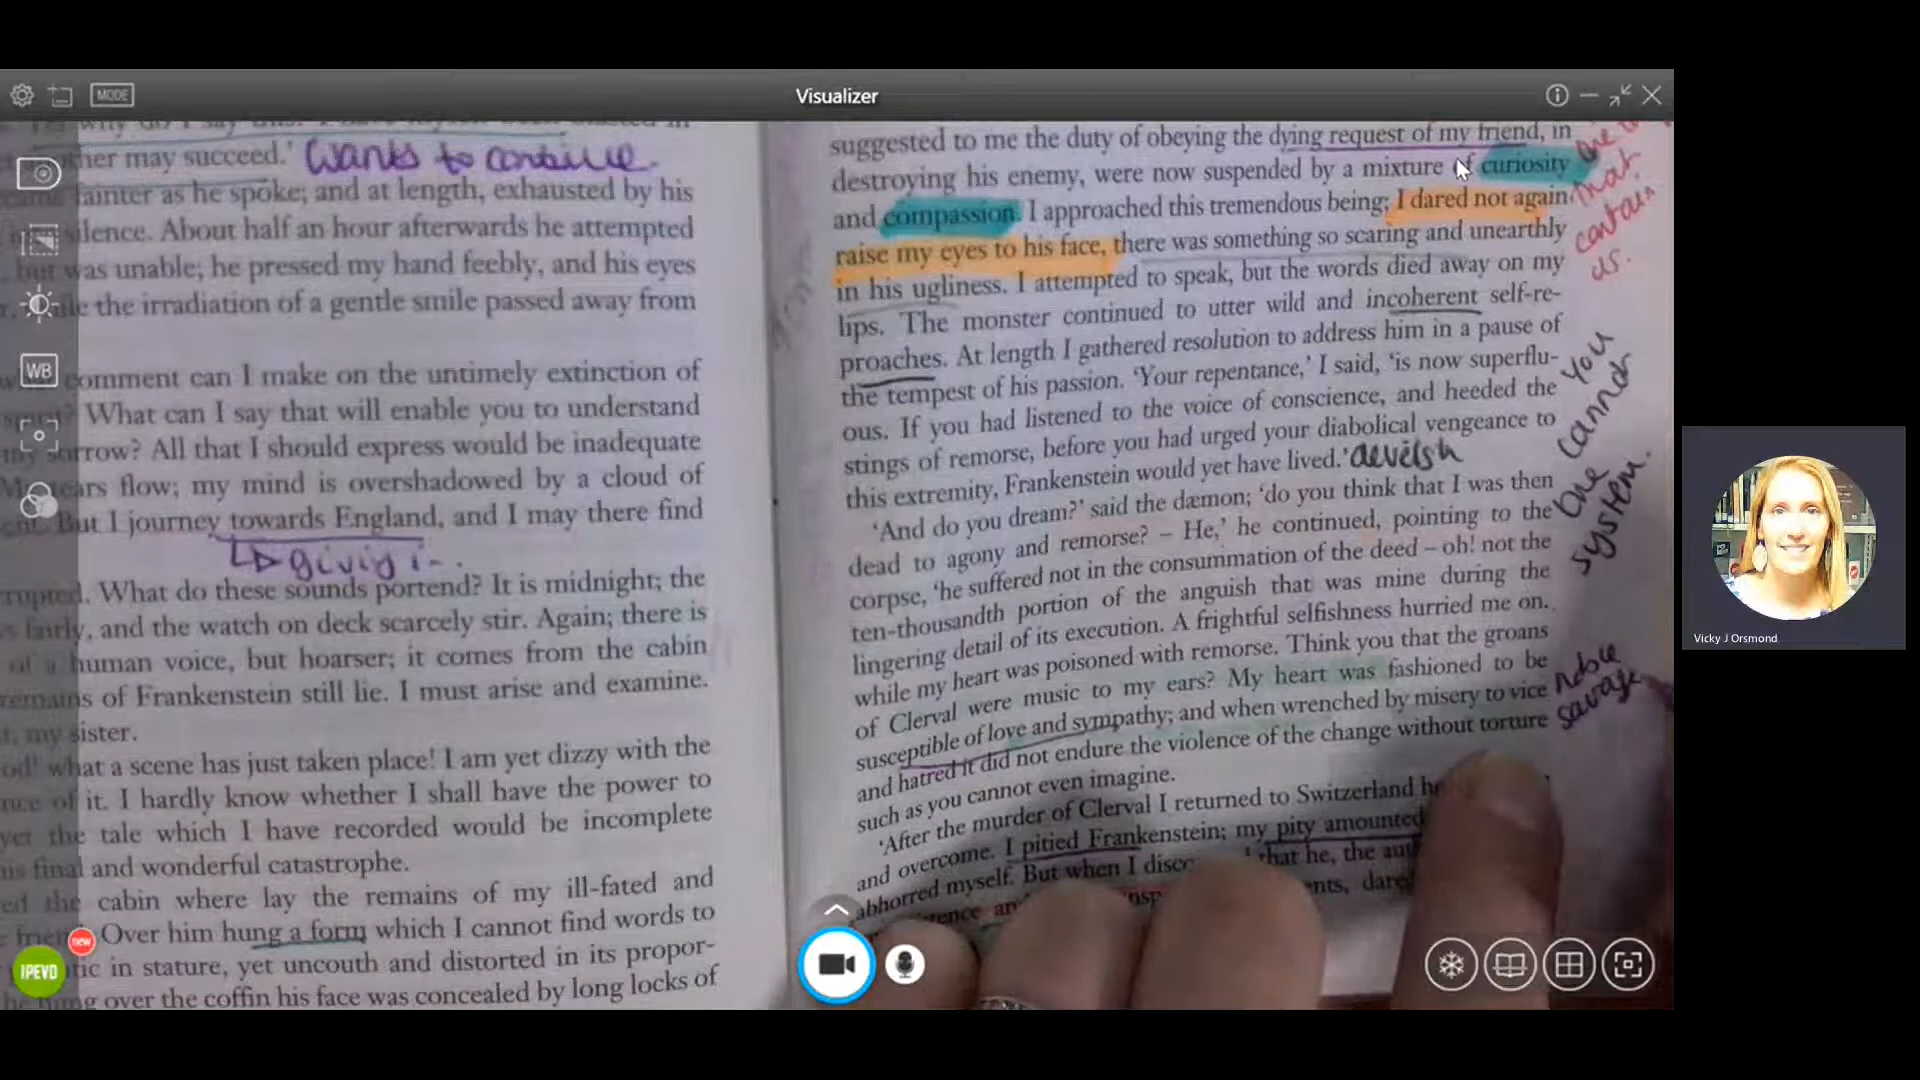 MODE
Visualizer
other may succeed.' Wants to continue.
fainter as he spoke; and at length, exhausted by his
silence. About half an hour afterwards he attempted
but was unable; he pressed my hand feebly, and his eyes
the irradiation of a gentle smile passed away from
comment can I make on the untimely extinction of
What can I say that will enable you to understand
sorrow? All that I should express would be inadequate
flow; my mind is overshadowed by a cloud of
But I journey towards England, and I may there find
What do these sounds portend? It is midnight; the
fairly, and the watch on deck scarcely stir. Again; there is
human voice, but hoarser; it comes from the cabin
remains of Frankenstein still lie. I must arise and examine.
my sister.
what a scene has just taken place! I am yet dizzy with the
of it. I hardly know whether I shall have the power to
the tale which I have recorded would be incomplete
final and wonderful catastrophe.
the cabin where lay the remains of my ill-fated and
Over him hung a form which I cannot find words to
in stature, yet uncouth and distorted in its propor-
over the coffin his face was concealed by long locks of
suggested to me the duty of obeying the dying request of my friend, in
destroying his enemy, were now suspended by a mixture of curiosity
and compassion. I approached this tremendous being; I dared not again
raise my eyes to his face, there was something so scaring and unearthly
in his ugliness. I attempted to speak, but the words died away on my
lips. The monster continued to utter wild and incoherent self-re-
proaches. At length I gathered resolution to address him in a pause of
the tempest of his passion. 'Your repentance,' I said, 'is now superflu-
ous. If you had listened to the voice of conscience, and heeded the
stings of remorse, before you had urged your diabolical vengeance to
this extremity, Frankenstein would yet have lived.'
'And do you dream?' said the dæmon; 'do you think that I was then
dead to agony and remorse? – He,' he continued, pointing to the
corpse, 'he suffered not in the consummation of the deed – oh! not the
ten-thousandth portion of the anguish that was mine during the
lingering detail of its execution. A frightful selfishness hurried me on,
while my heart was poisoned with remorse. Think you that the groans
of Clerval were music to my ears? My heart was fashioned to be
susceptible of love and sympathy; and when wrenched by misery to vice
and hatred it did not endure the violence of the change without torture
such as you cannot even imagine.
'After the murder of Clerval I returned to Switzerland
and overcome. I pitied Frankenstein; my pity amounted
abhorred myself. But when I that he, the
dared
that
contain
us.
You
cannot
one
system.
noble
savage
WB
new
IPEVO
Vicky J Orsmond